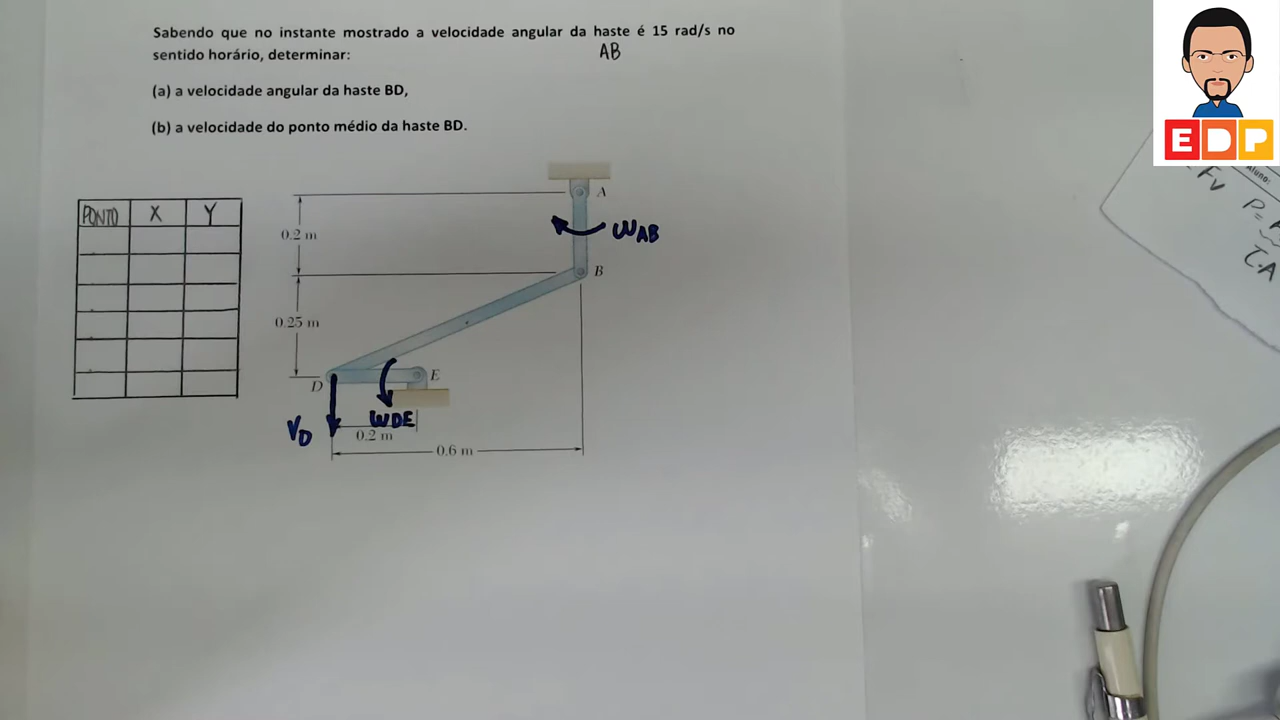 Sabendo que no instante mostrado a velocidade angular da haste é 15 rad/s no
AB
sentido horário, determinar:
(a) a velocidade angular da haste BD,
(b) a velocidade do ponto médio da haste BD.
EDP
PONTO X Y
A
0.2 m
ωAB
B
0.25 m
D
E
VD
ωDE
0.2 m
0.6 m
Aluno:
Fv
P=
τ.A